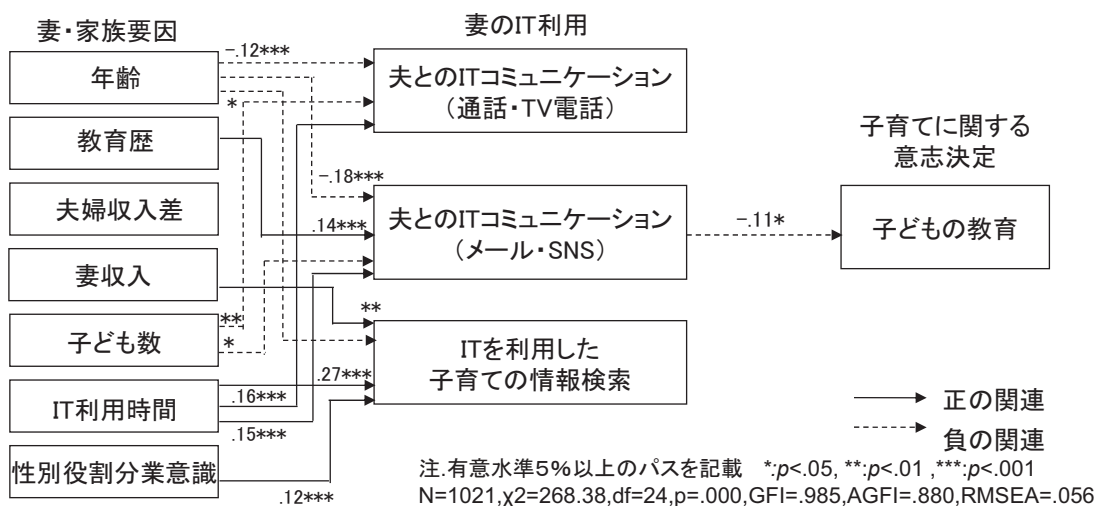 妻・家族要因
妻のIT利用
年齢
教育歴
夫婦収入差
妻収入
子ども数
IT利用時間
性別役割分業意識
-.12***
*
-.18***
.14***
**
**
*
.27***
.16***
.15***
.12***
夫とのITコミュニケーション
(通話・TV電話)
夫とのITコミュニケーション
(メール・SNS)
ITを利用した
子育ての情報検索
-.11*
子育てに関する
意志決定
子どもの教育
正の関連
負の関連
注.有意水準5%以上のパスを記載 *:p<.05, **:p<.01 ,***:p<.001
N=1021,χ2=268.38,df=24,p=.000,GFI=.985,AGFI=.880,RMSEA=.056